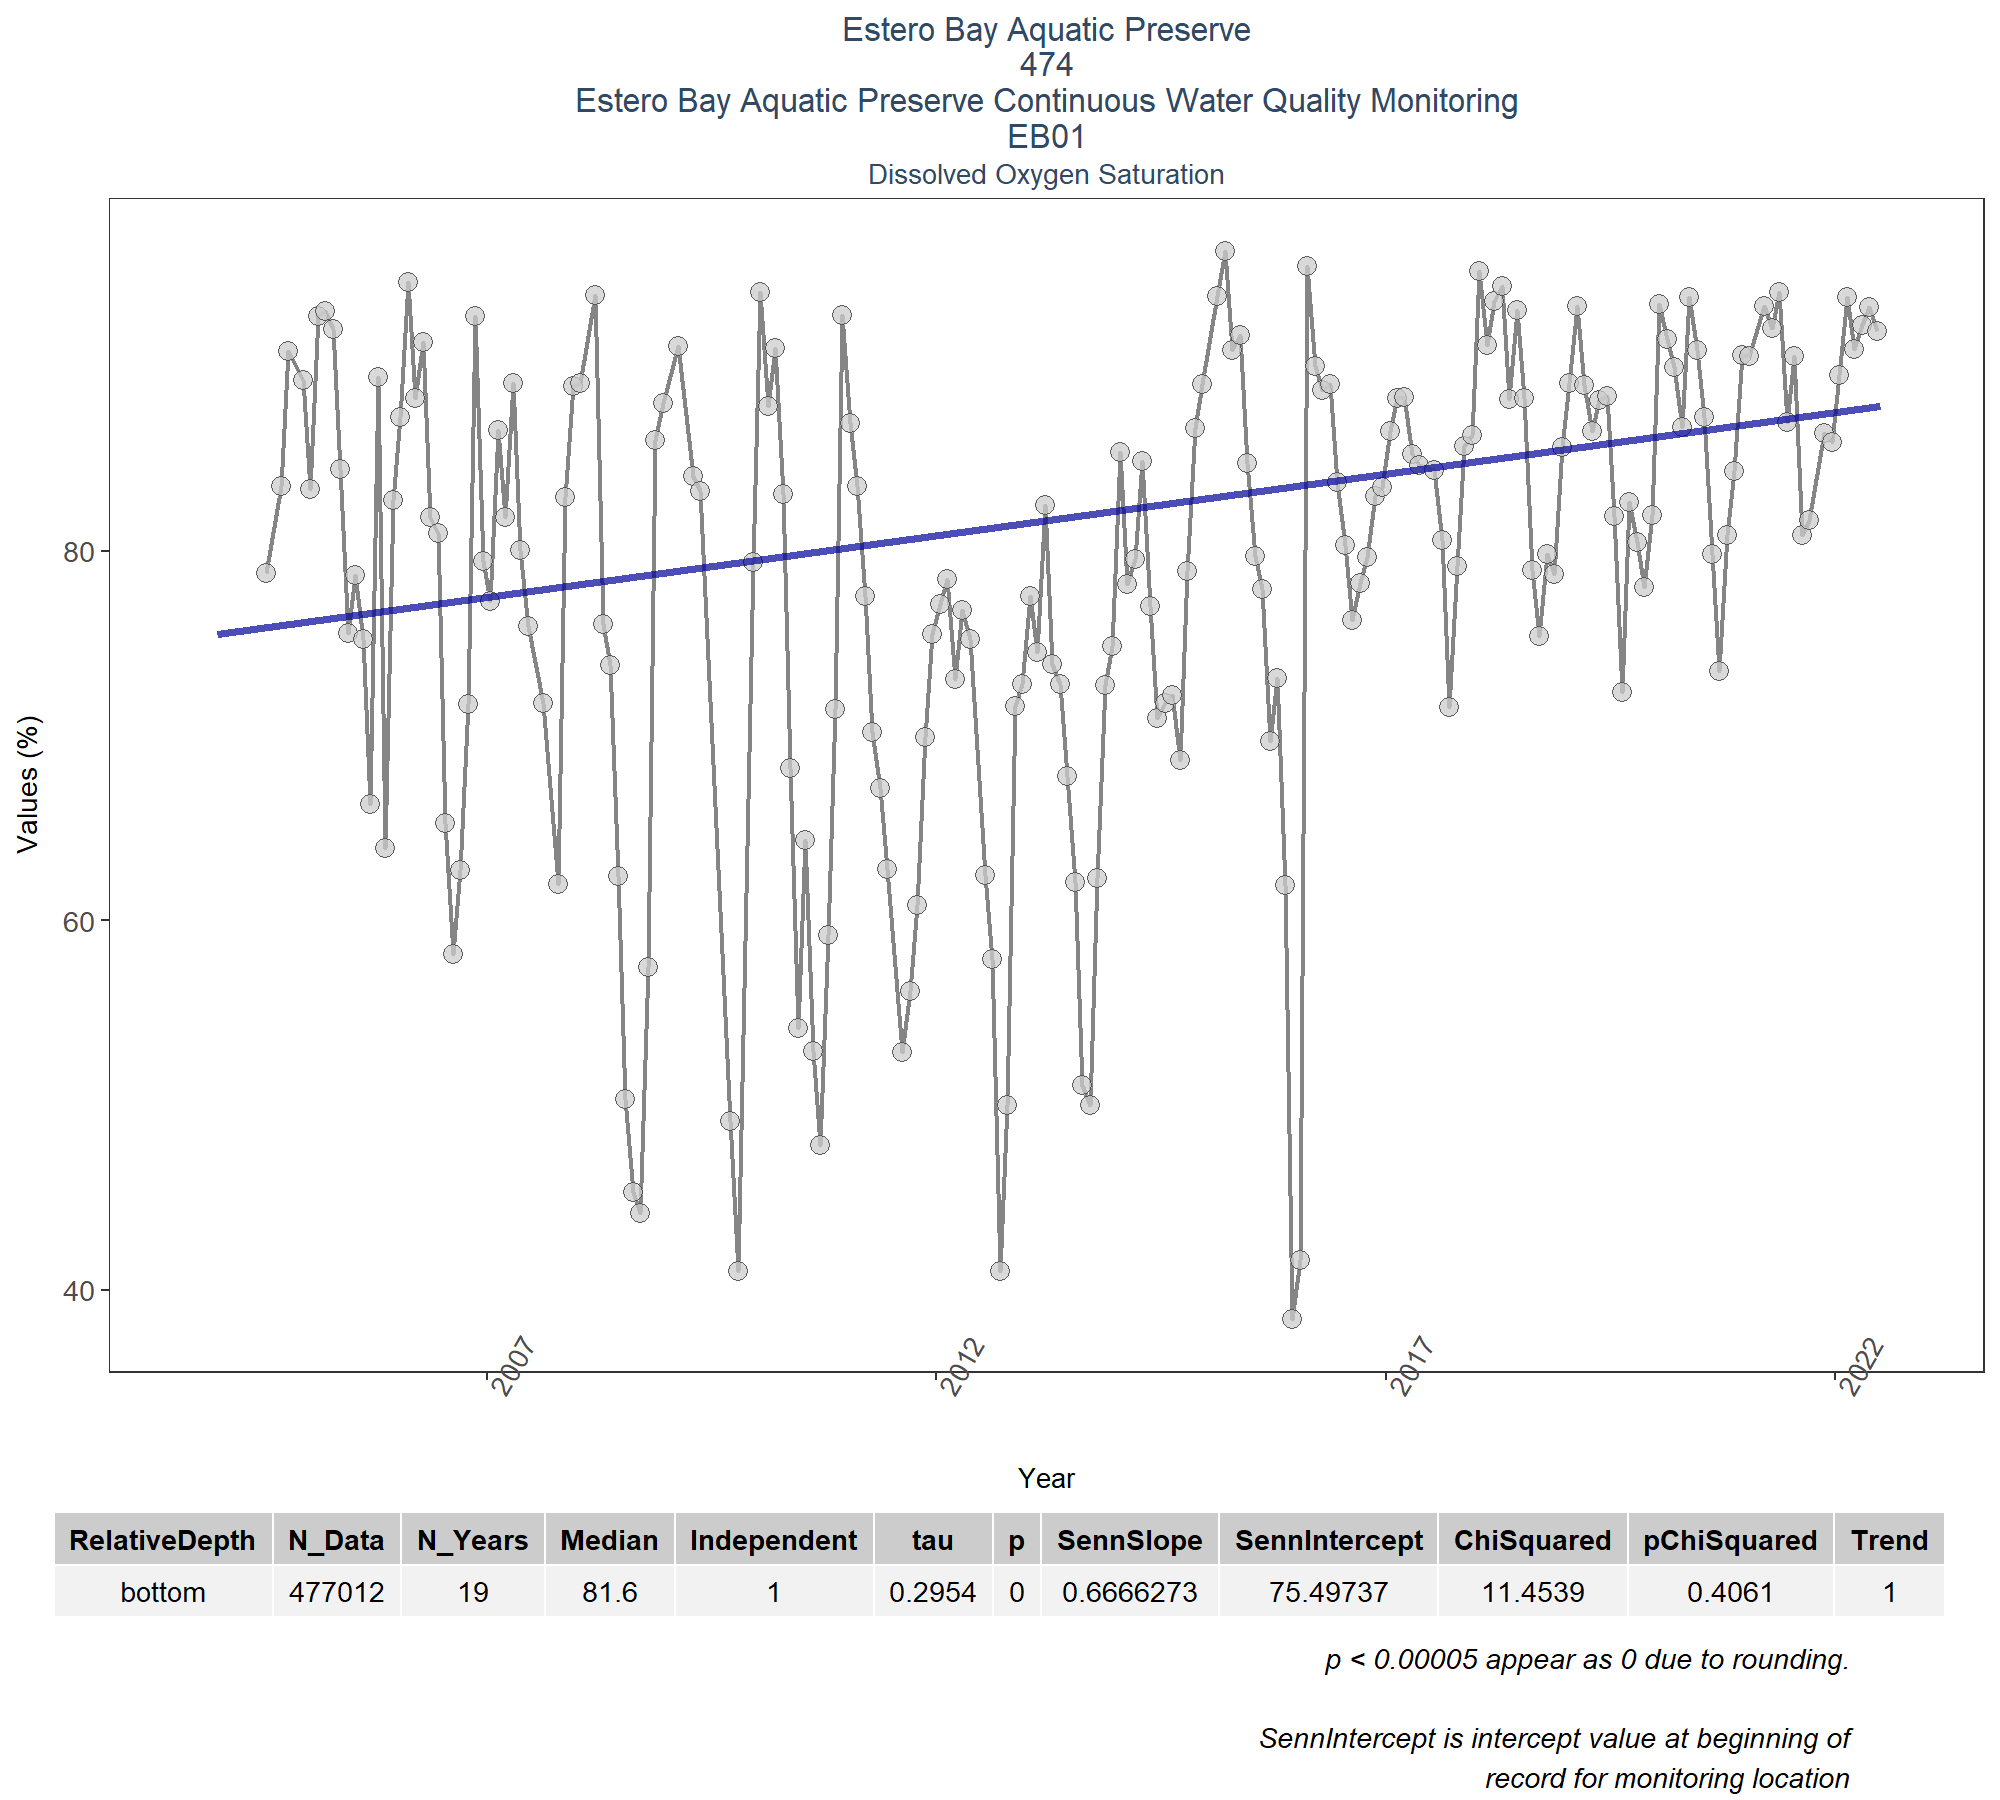 Estero Bay Aquatic Preserve
474
Estero Bay Aquatic Preserve Continuous Water Quality Monitoring
EB01
Dissolved Oxygen Saturation
Values (%)
80
60
40
2007
2012
2017
2022
Year
RelativeDepth N_Data N_Years Median Independent tau p SennSlope SennIntercept ChiSquared pChiSquared Trend
bottom 477012 19 81.6 1 0.2954 0 0.6666273 75.49737 11.4539 0.4061 1
p < 0.00005 appear as 0 due to rounding.
SennIntercept is intercept value at beginning of
record for monitoring location